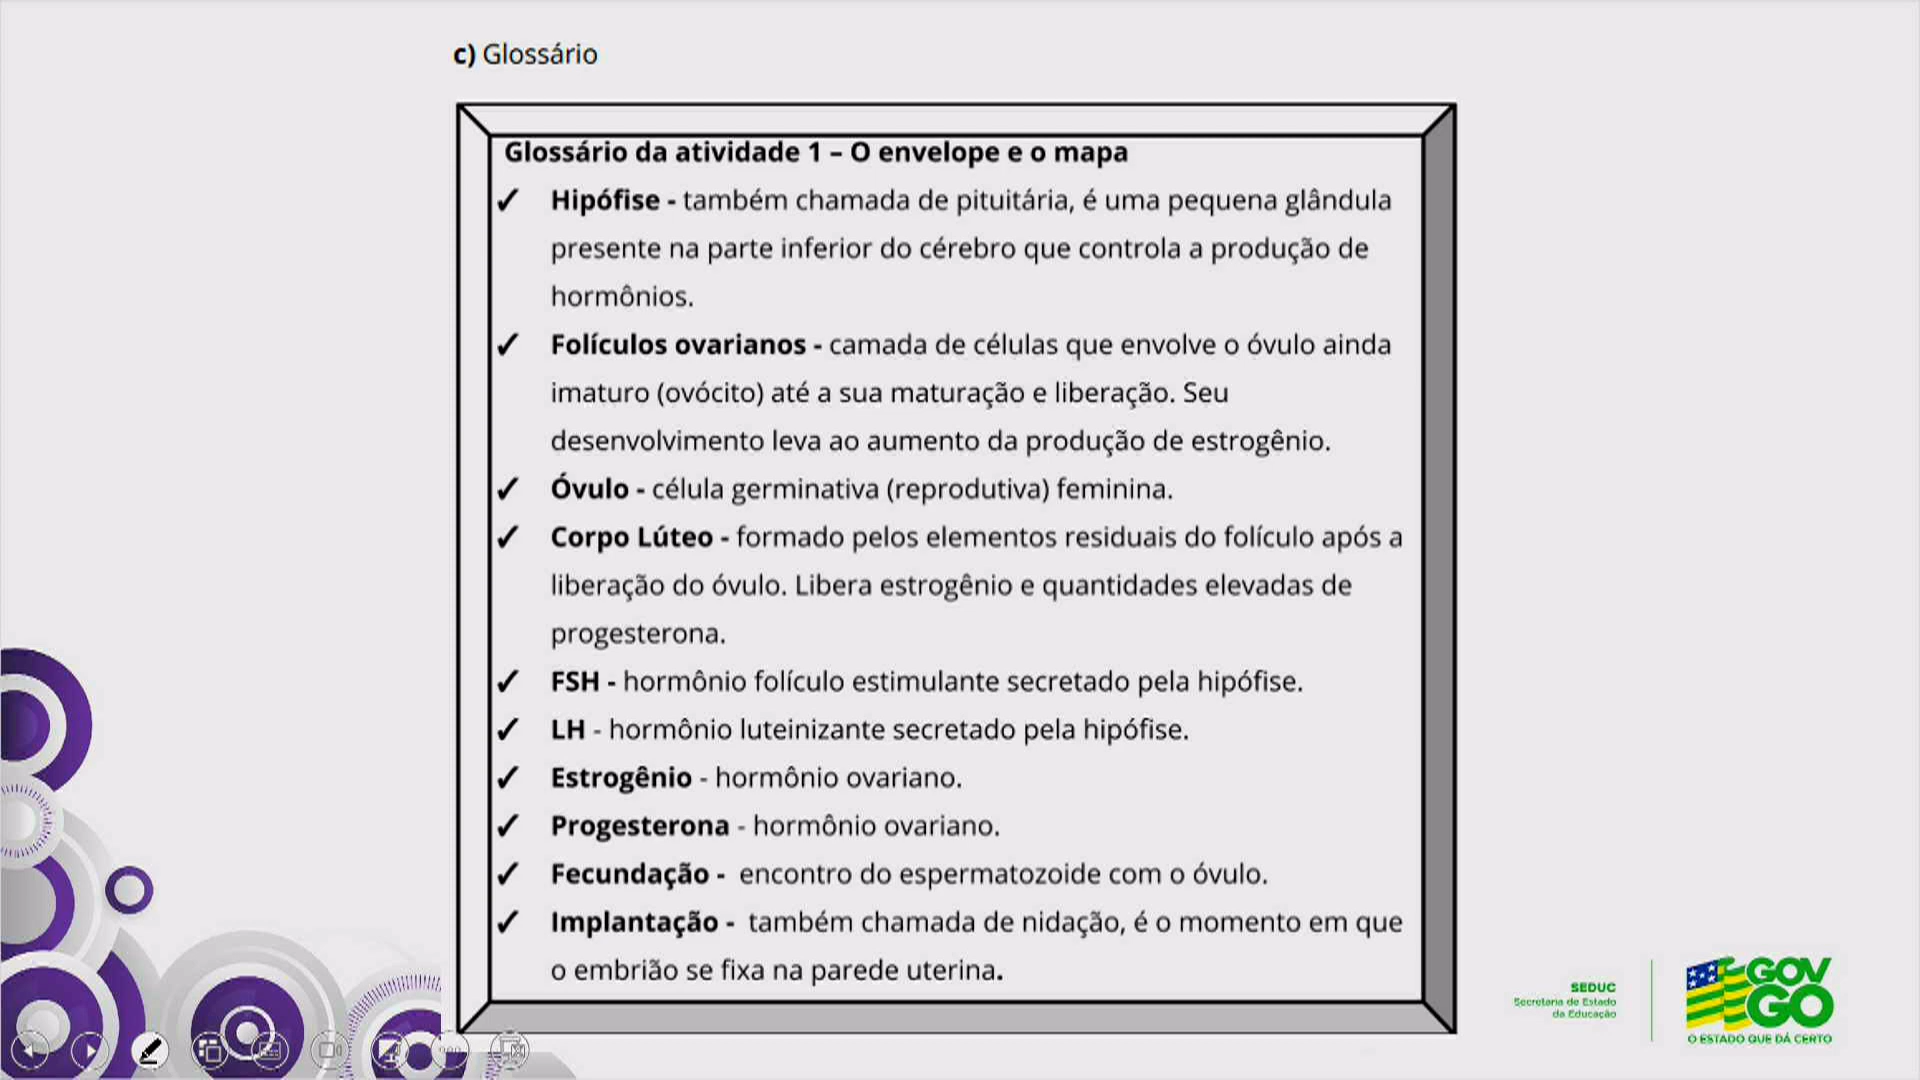 c) Glossário
Glossário da atividade 1 – O envelope e o mapa
✓ Hipófise - também chamada de pituitária, é uma pequena glândula
presente na parte inferior do cérebro que controla a produção de
hormônios.
✓ Folículos ovarianos - camada de células que envolve o óvulo ainda
imaturo (ovócito) até a sua maturação e liberação. Seu
desenvolvimento leva ao aumento da produção de estrogênio.
✓ Óvulo - célula germinativa (reprodutiva) feminina.
✓ Corpo Lúteo - formado pelos elementos residuais do folículo após a
liberação do óvulo. Libera estrogênio e quantidades elevadas de
progesterona.
✓ FSH - hormônio folículo estimulante secretado pela hipófise.
✓ LH - hormônio luteinizante secretado pela hipófise.
✓ Estrogênio - hormônio ovariano.
✓ Progesterona - hormônio ovariano.
✓ Fecundação - encontro do espermatozoide com o óvulo.
✓ Implantação - também chamada de nidação, é o momento em que
o embrião se fixa na parede uterina.
SEDUC
Secretaria de Estado
da Educação
GOV
GO
O ESTADO QUE DÁ CERTO